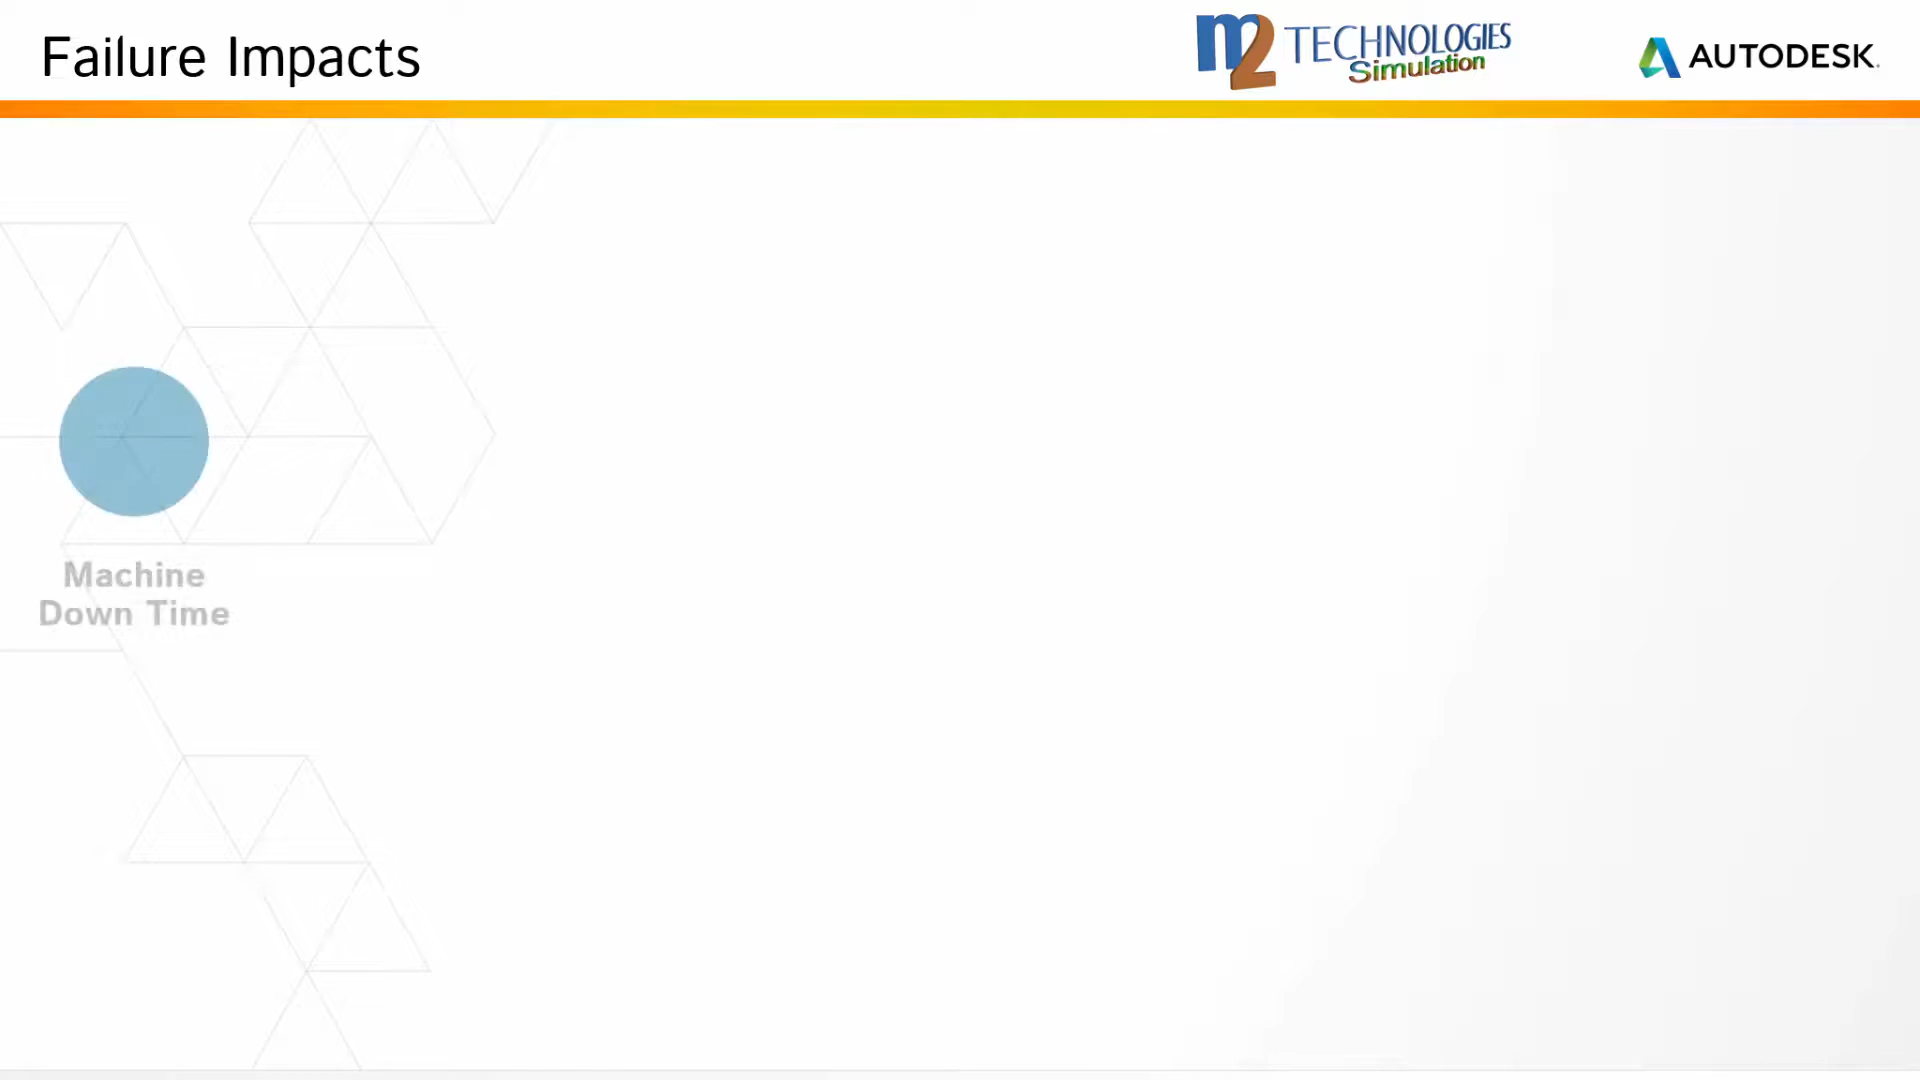 Failure Impacts
m2 TECHNOLOGIES
Simulation
AUTODESK.
Machine
Down Time